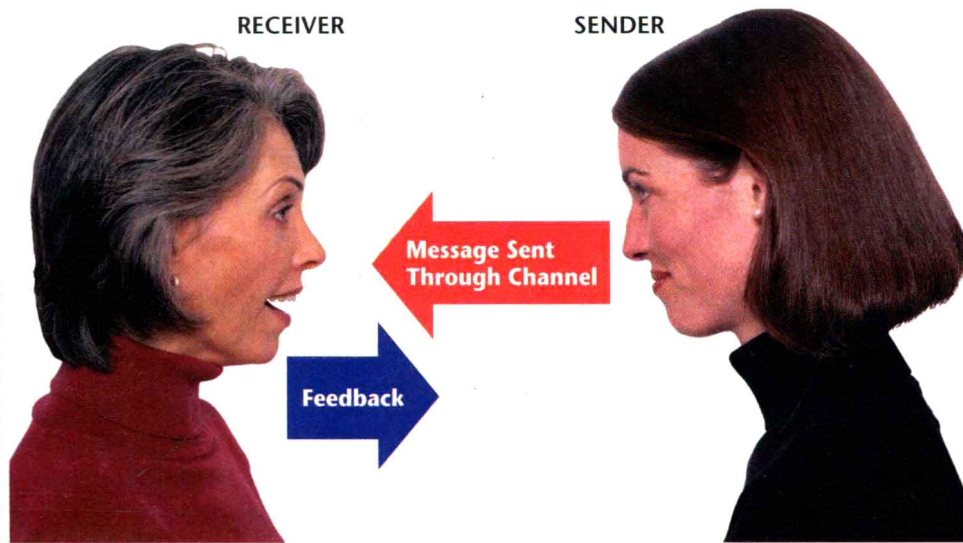 RECEIVER
SENDER
Message Sent
Through Channel
Feedback